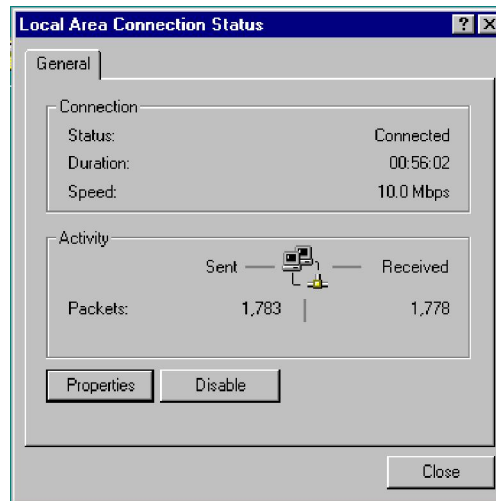 Local Area Connection Status
General
Connection
Status: Connected
Duration: 00:56:02
Speed: 10.0 Mbps
Activity
Sent Received
Packets: 1,783 1,778
Properties Disable
Close